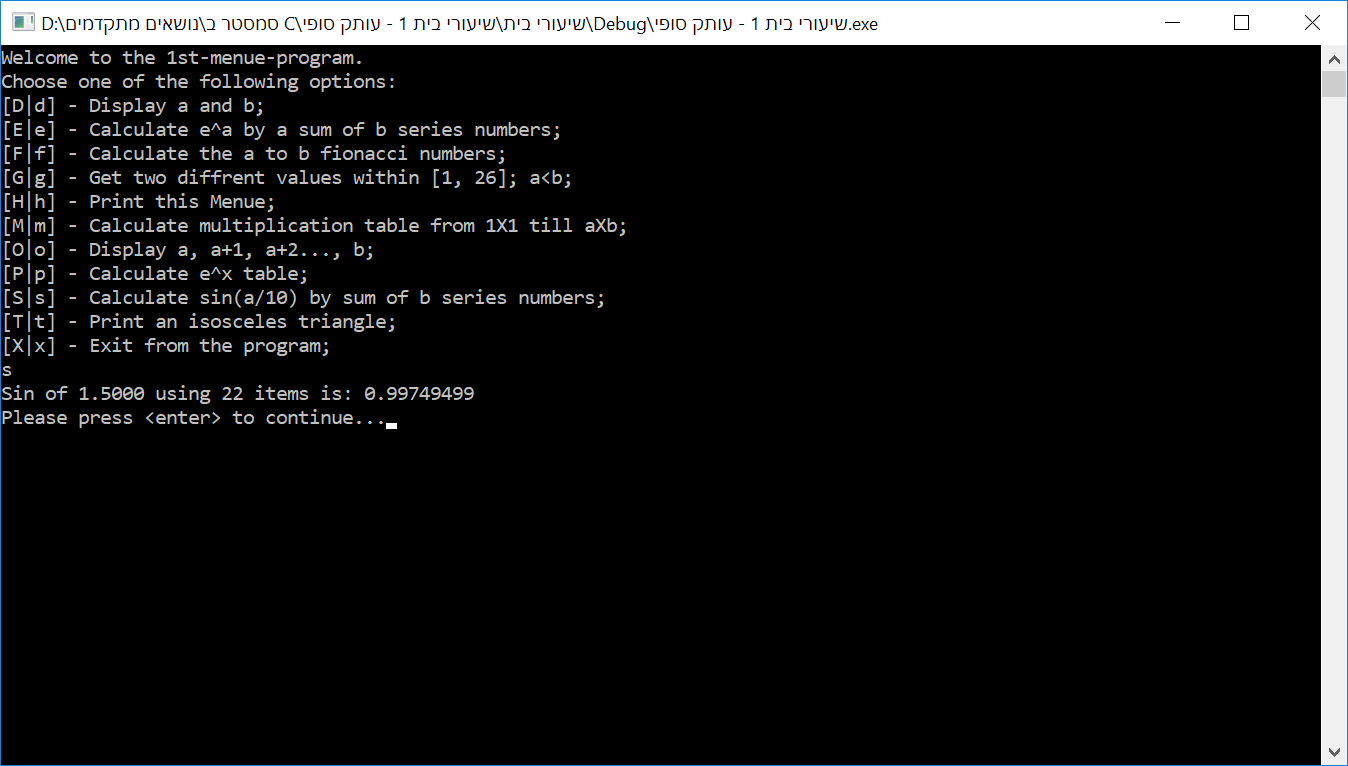 D:\סמסטר ב\נושאים מתקדמים C\שיעורי בית\שיעורי בית 1 - עותק סופי\Debug\שיעורי בית 1 - עותק סופי.exe
Welcome to the 1st-menue-program.
Choose one of the following options:
[D|d] - Display a and b;
[E|e] - Calculate e^a by a sum of b series numbers;
[F|f] - Calculate the a to b fionacci numbers;
[G|g] - Get two diffrent values within [1, 26]; a<b;
[H|h] - Print this Menue;
[M|m] - Calculate multiplication table from 1X1 till aXb;
[O|o] - Display a, a+1, a+2..., b;
[P|p] - Calculate e^x table;
[S|s] - Calculate sin(a/10) by sum of b series numbers;
[T|t] - Print an isosceles triangle;
[X|x] - Exit from the program;
s
Sin of 1.5000 using 22 items is: 0.99749499
Please press <enter> to continue...